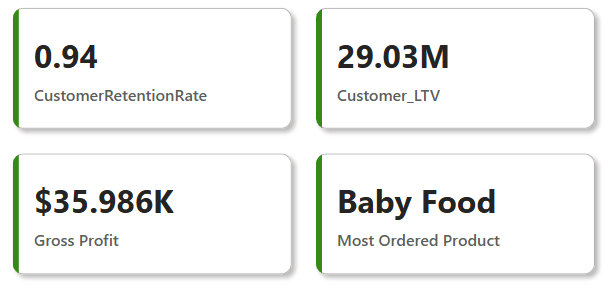 0.94
CustomerRetentionRate
29.03M
Customer_LTV
$35.986K
Gross Profit
Baby Food
Most Ordered Product